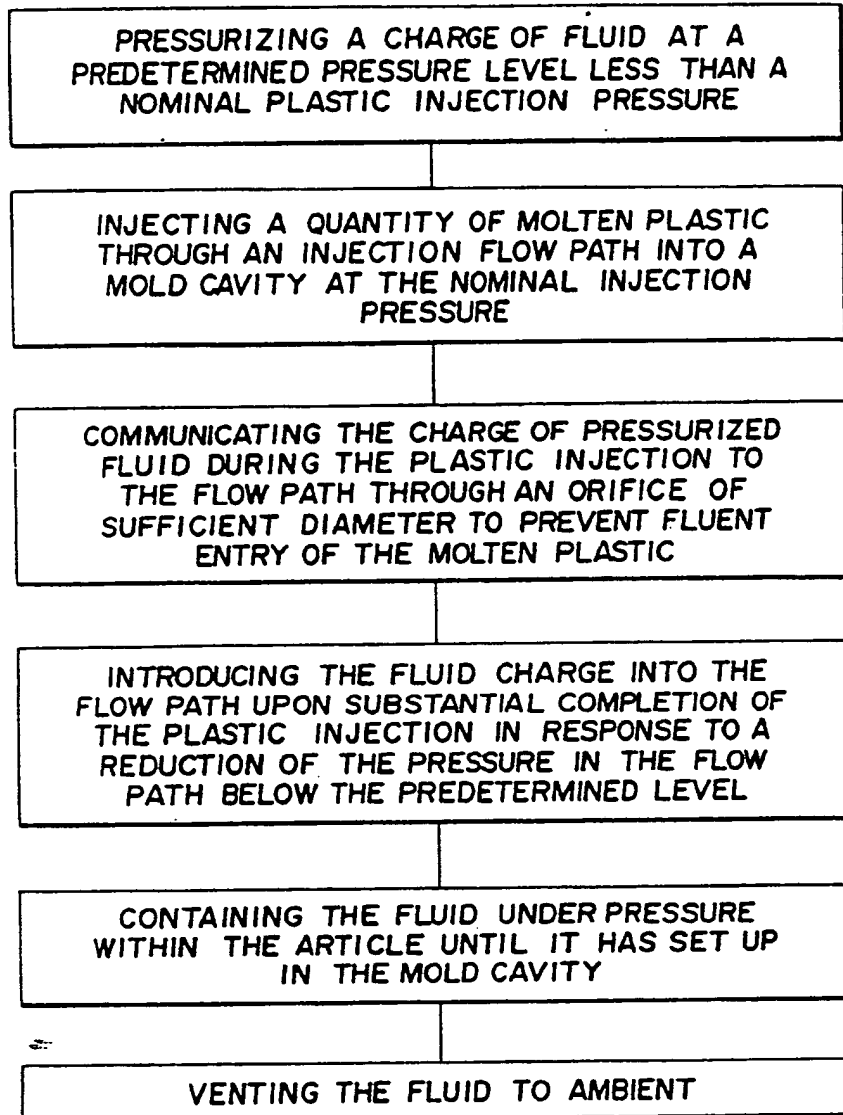 PRESSURIZING A CHARGE OF FLUID AT A
PREDETERMINED PRESSURE LEVEL LESS THAN A
NOMINAL PLASTIC INJECTION PRESSURE
INJECTING A QUANTITY OF MOLTEN PLASTIC
THROUGH AN INJECTION FLOW PATH INTO A
MOLD CAVITY AT THE NOMINAL INJECTION
PRESSURE
COMMUNICATING THE CHARGE OF PRESSURIZED
FLUID DURING THE PLASTIC INJECTION TO
THE FLOW PATH THROUGH AN ORIFICE OF
SUFFICIENT DIAMETER TO PREVENT FLUENT
ENTRY OF THE MOLTEN PLASTIC
INTRODUCING THE FLUID CHARGE INTO THE
FLOW PATH UPON SUBSTANTIAL COMPLETION OF
THE PLASTIC INJECTION IN RESPONSE TO A
REDUCTION OF THE PRESSURE IN THE FLOW
PATH BELOW THE PREDETERMINED LEVEL
CONTAINING THE FLUID UNDER PRESSURE
WITHIN THE ARTICLE UNTIL IT HAS SET UP
IN THE MOLD CAVITY
VENTING THE FLUID TO AMBIENT